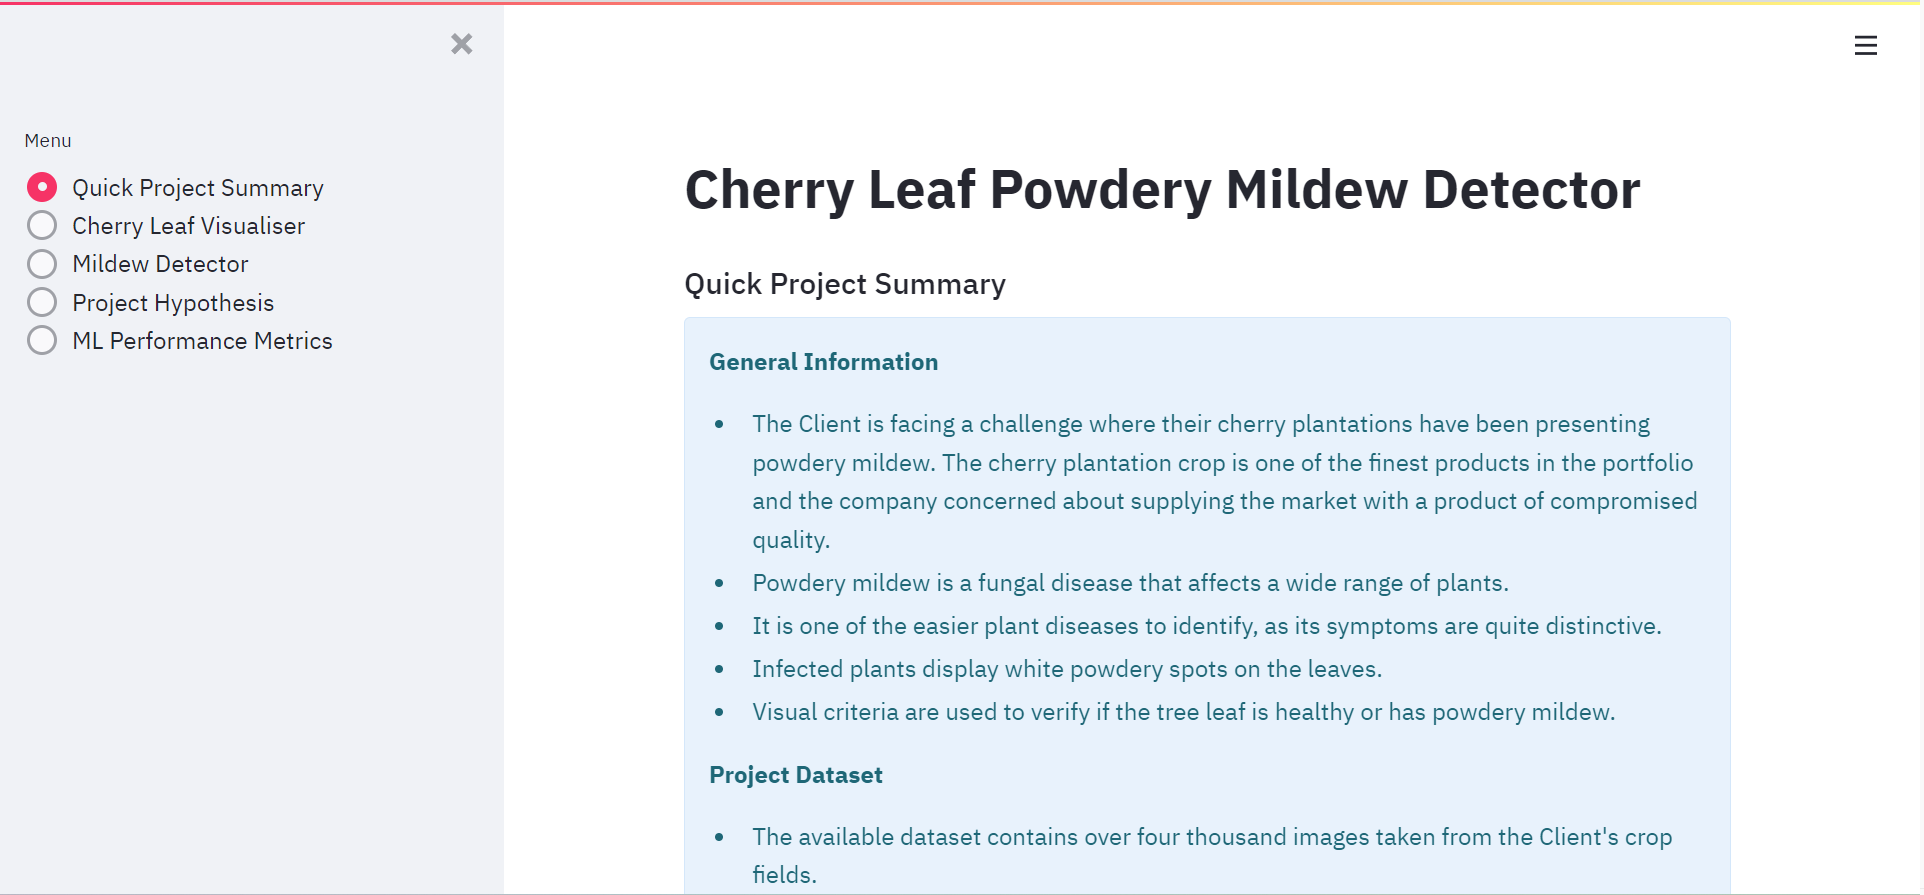 Menu
Quick Project Summary
Cherry Leaf Visualiser
Mildew Detector
Project Hypothesis
ML Performance Metrics
Cherry Leaf Powdery Mildew Detector
Quick Project Summary
General Information
• The Client is facing a challenge where their cherry plantations have been presenting
powdery mildew. The cherry plantation crop is one of the finest products in the portfolio
and the company concerned about supplying the market with a product of compromised
quality.
• Powdery mildew is a fungal disease that affects a wide range of plants.
• It is one of the easier plant diseases to identify, as its symptoms are quite distinctive.
• Infected plants display white powdery spots on the leaves.
• Visual criteria are used to verify if the tree leaf is healthy or has powdery mildew.
Project Dataset
• The available dataset contains over four thousand images taken from the Client's crop
fields.